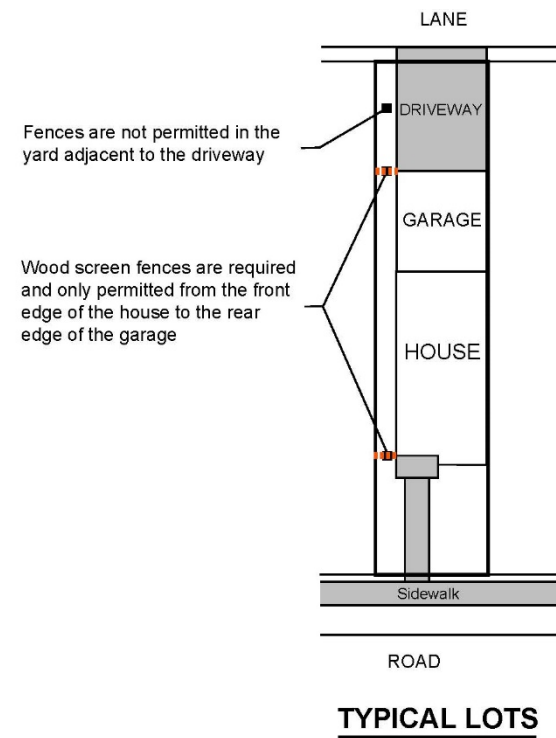 LANE
DRIVEWAY
Fences are not permitted in the
yard adjacent to the driveway
GARAGE
Wood screen fences are required
and only permitted from the front
edge of the house to the rear
edge of the garage
HOUSE
Sidewalk
ROAD
TYPICAL LOTS